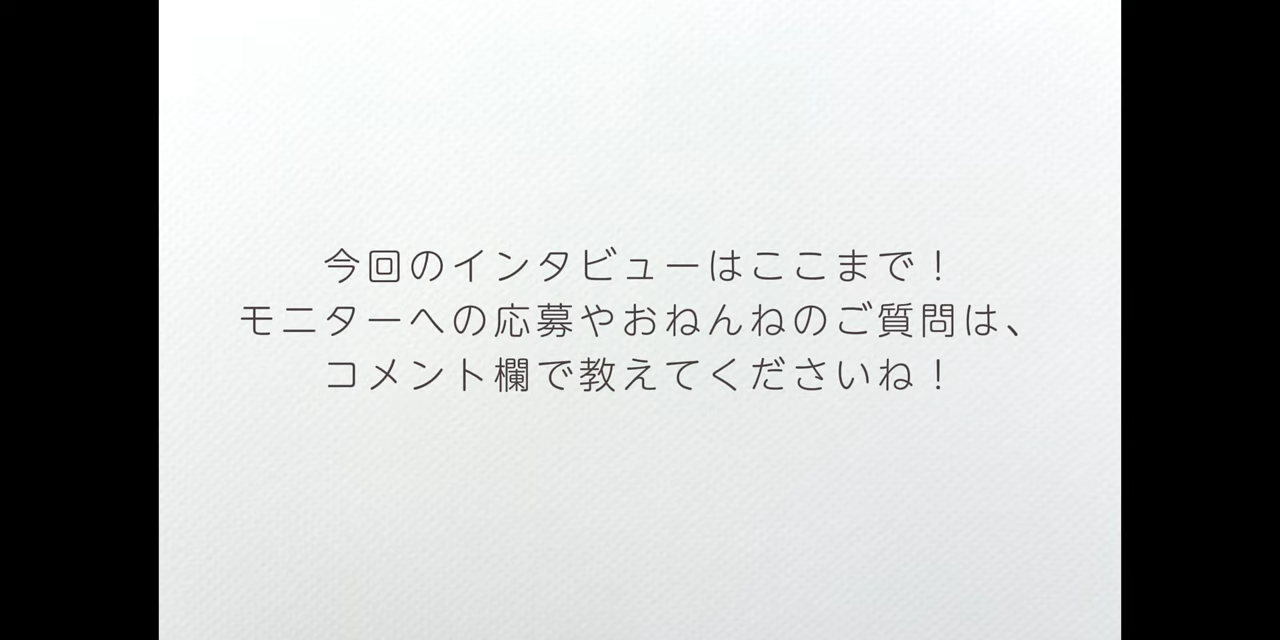 今回のインタビューはここまで！
モニターへの応募やおねんねのご質問は、
コメント欄で教えてくださいね！